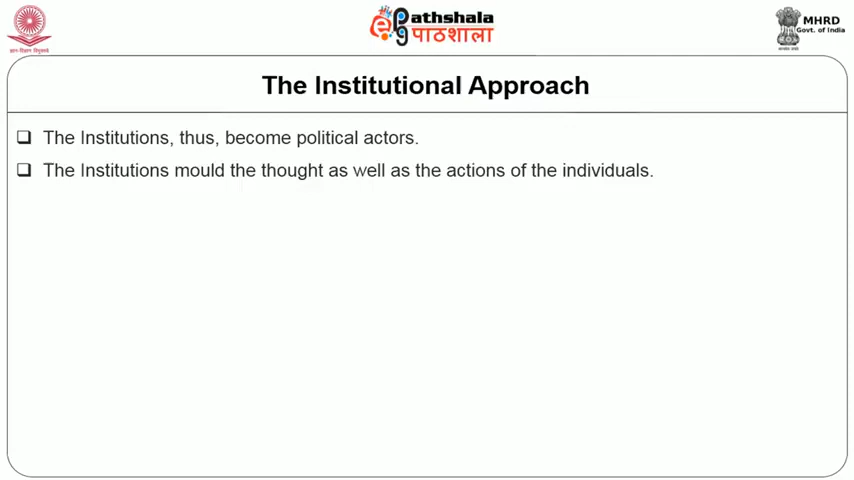 ePathshala
पाठशाला
MHRD
Govt. of India
The Institutional Approach
The Institutions, thus, become political actors.
The Institutions mould the thought as well as the actions of the individuals.